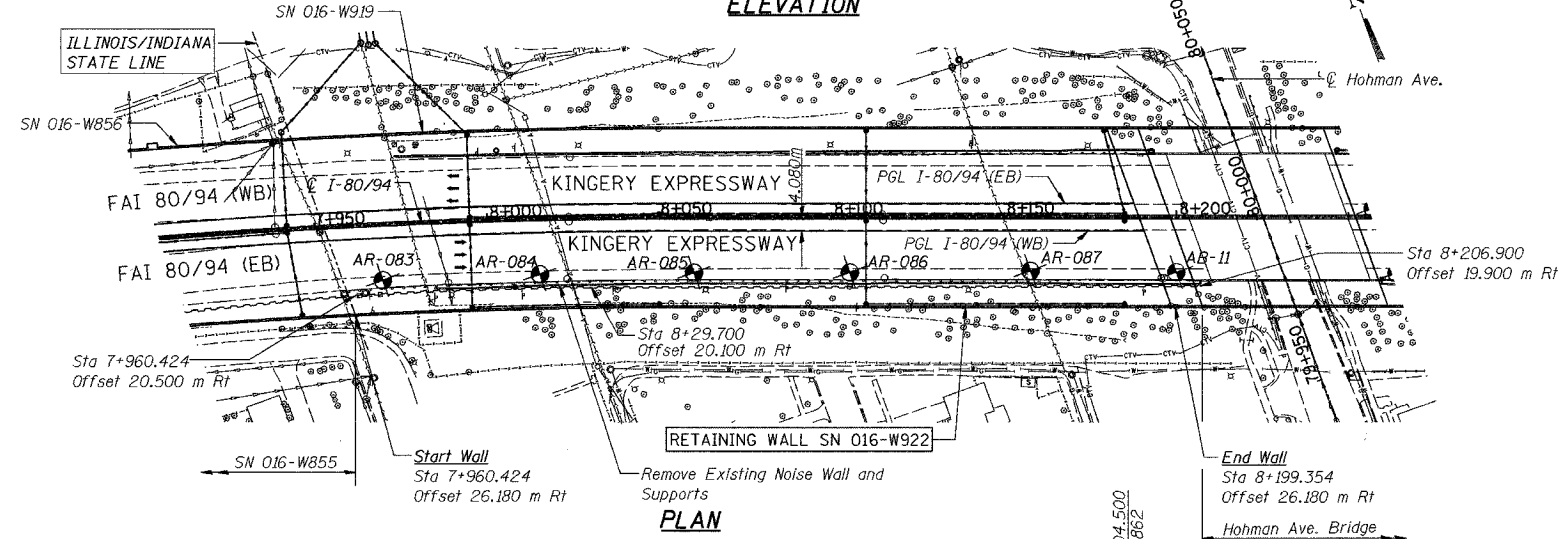 ELEVATION
SN 016-W919
ILLINOIS/INDIANA
STATE LINE
80+050
℄ Hohman Ave.
SN 016-W856
FAI 80/94 (WB)
℄ I-80/94
KINGERY EXPRESSWAY
4.080m
PGL I-80/94 (EB)
80+000
7+950
8+000
8+050
8+100
8+150
8+200
KINGERY EXPRESSWAY
PGL I-80/94 (WB)
FAI 80/94 (EB)
AR-083
AR-084
AR-085
AR-086
AR-087
AB-11
Sta 8+206.900
Offset 19.900 m Rt
Sta 8+29.700
Offset 20.100 m Rt
79+950
Sta 7+960.424
Offset 20.500 m Rt
RETAINING WALL SN 016-W922
SN 016-W855
Start Wall
Sta 7+960.424
Offset 26.180 m Rt
Remove Existing Noise Wall and
Supports
End Wall
Sta 8+199.354
Offset 26.180 m Rt
PLAN
04.500
862
Hohman Ave. Bridge